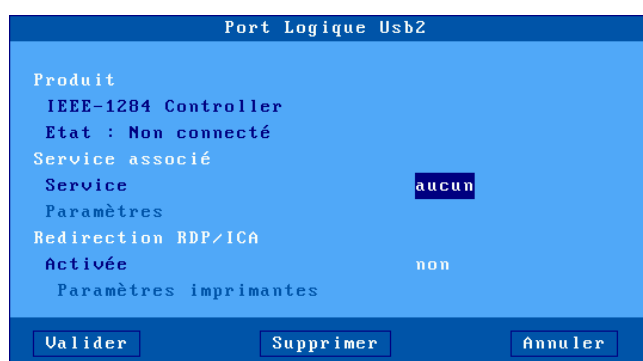 Port Logique Usb2
Produit
IEEE-1284 Controller
Etat : Non connecté
Service associé
Service aucun
Paramètres
Redirection RDP/ICA
Activée non
Paramètres imprimantes
Valider Supprimer Annuler